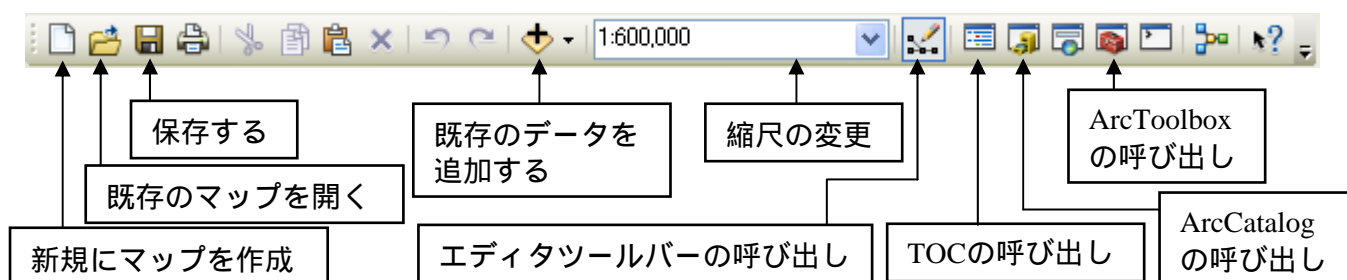 1:600,000
保存する
既存のデータを
追加する
縮尺の変更
ArcToolbox
の呼び出し
既存のマップを開く
新規にマップを作成
エディタツールバーの呼び出し
TOCの呼び出し
ArcCatalog
の呼び出し